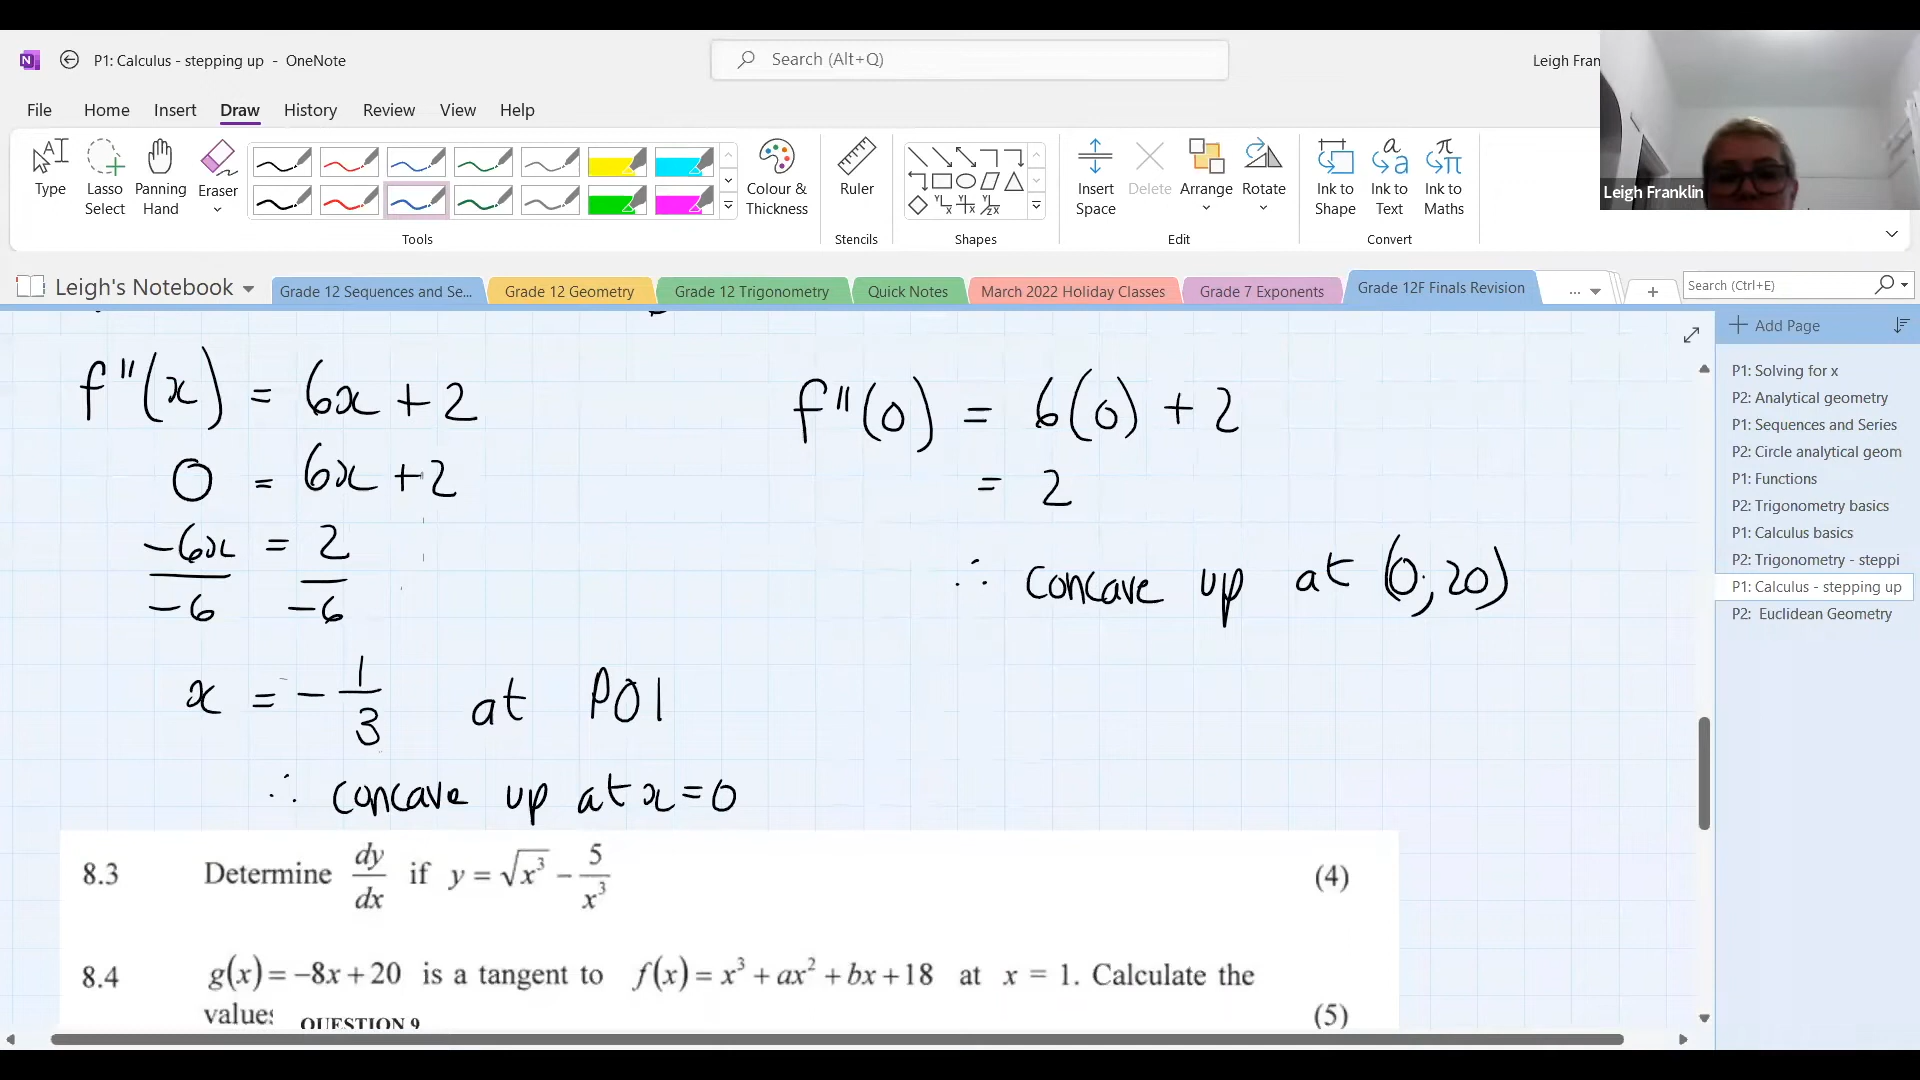 P1: Calculus - stepping up - OneNote
Search (Alt+Q)
Leigh Fran
File Home Insert Draw History Review View Help
Type
Lasso Select
Panning Hand
Eraser
Colour & Thickness
Ruler
Insert Space
Delete
Arrange
Rotate
Ink to Shape
Ink to Text
Ink to Maths
Leigh Franklin
Tools Stencils Shapes Edit Convert
Leigh's Notebook
Grade 12 Sequences and Se...
Grade 12 Geometry
Grade 12 Trigonometry
Quick Notes
March 2022 Holiday Classes
Grade 7 Exponents
Grade 12F Finals Revision
...
Search (Ctrl+E)
Add Page
P1: Solving for x
P2: Analytical geometry
P1: Sequences and Series
P2: Circle analytical geom
P1: Functions
P2: Trigonometry basics
P1: Calculus basics
P2: Trigonometry - steppi
P1: Calculus - stepping up
P2: Euclidean Geometry
f''(x) = 6x + 2
0 = 6x + 2
-6x/-6 = 2/-6
x = - 1/3 at POI
∴ concave up at x = 0
f''(0) = 6(0) + 2
= 2
∴ concave up at (0; 20)
8.3 Determine dy/dx if y = √x³ − 5/x³ (4)
8.4 g(x) = −8x + 20 is a tangent to f(x) = x³ + ax² + bx + 18 at x = 1. Calculate the
values (5)
QUESTION 9